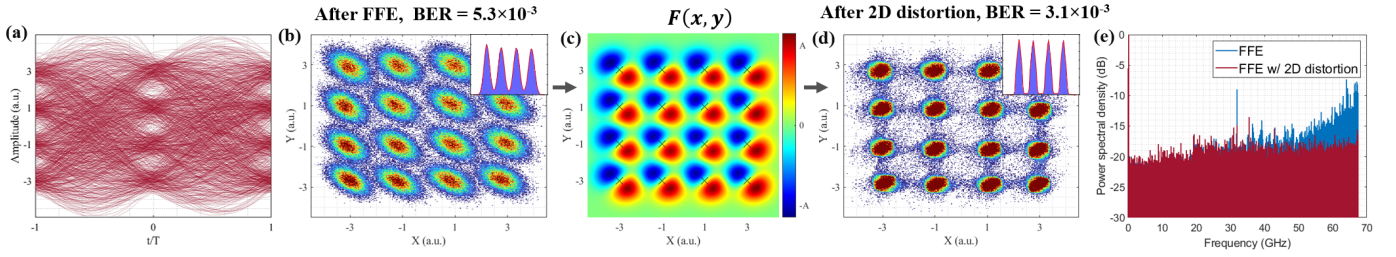 After FFE, BER = 5.3×10⁻³
F(x, y)
After 2D distortion, BER = 3.1×10⁻³
(a)
Amplitude (a.u.)
3
1
-1
-3
-1
0
1
t/T
(b)
Y (a.u.)
3
1
-1
-3
-3
-1
1
3
X (a.u.)
(c)
Y (a.u.)
3
1
-1
-3
-3
-1
1
3
X (a.u.)
A
0
-A
(d)
Y (a.u.)
3
1
-1
-3
-3
-1
1
3
X (a.u.)
(e)
Power spectral density (dB)
0
-5
-10
-15
-20
-25
-30
0
10
20
30
40
50
60
70
Frequency (GHz)
FFE
FFE w/ 2D distortion